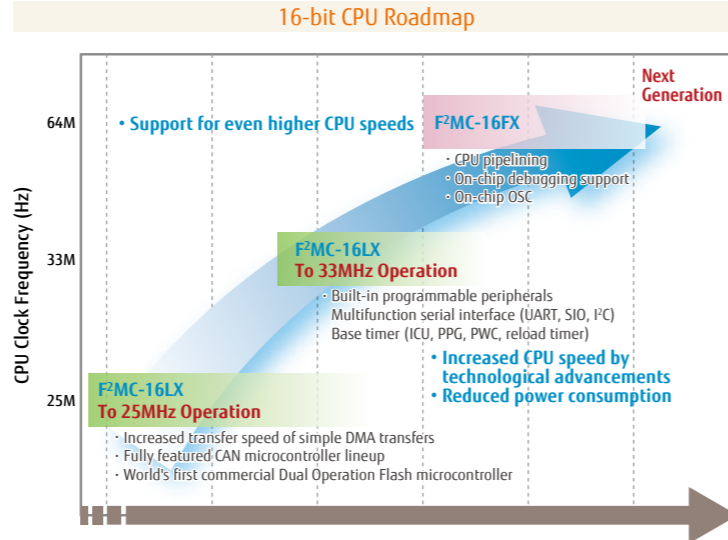 16-bit CPU Roadmap
Next
Generation
64M
• Support for even higher CPU speeds
F²MC-16FX
· CPU pipelining
· On-chip debugging support
· On-chip OSC
CPU Clock Frequency (Hz)
33M
F²MC-16LX
To 33MHz Operation
· Built-in programmable peripherals
Multifunction serial interface (UART, SIO, I²C)
Base timer (ICU, PPG, PWC, reload timer)
• Increased CPU speed by
technological advancements
• Reduced power consumption
25M
F²MC-16LX
To 25MHz Operation
· Increased transfer speed of simple DMA transfers
· Fully featured CAN microcontroller lineup
· World's first commercial Dual Operation Flash microcontroller